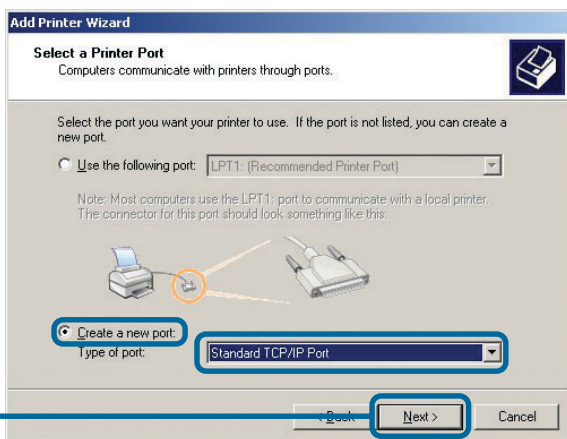 Add Printer Wizard
Select a Printer Port
Computers communicate with printers through ports.
Select the port you want your printer to use. If the port is not listed, you can create a
new port.
Use the following port: LPT1: (Recommended Printer Port)
Note: Most computers use the LPT1: port to communicate with a local printer.
The connector for this port should look something like this:
Create a new port:
Type of port: Standard TCP/IP Port
< Back Next > Cancel